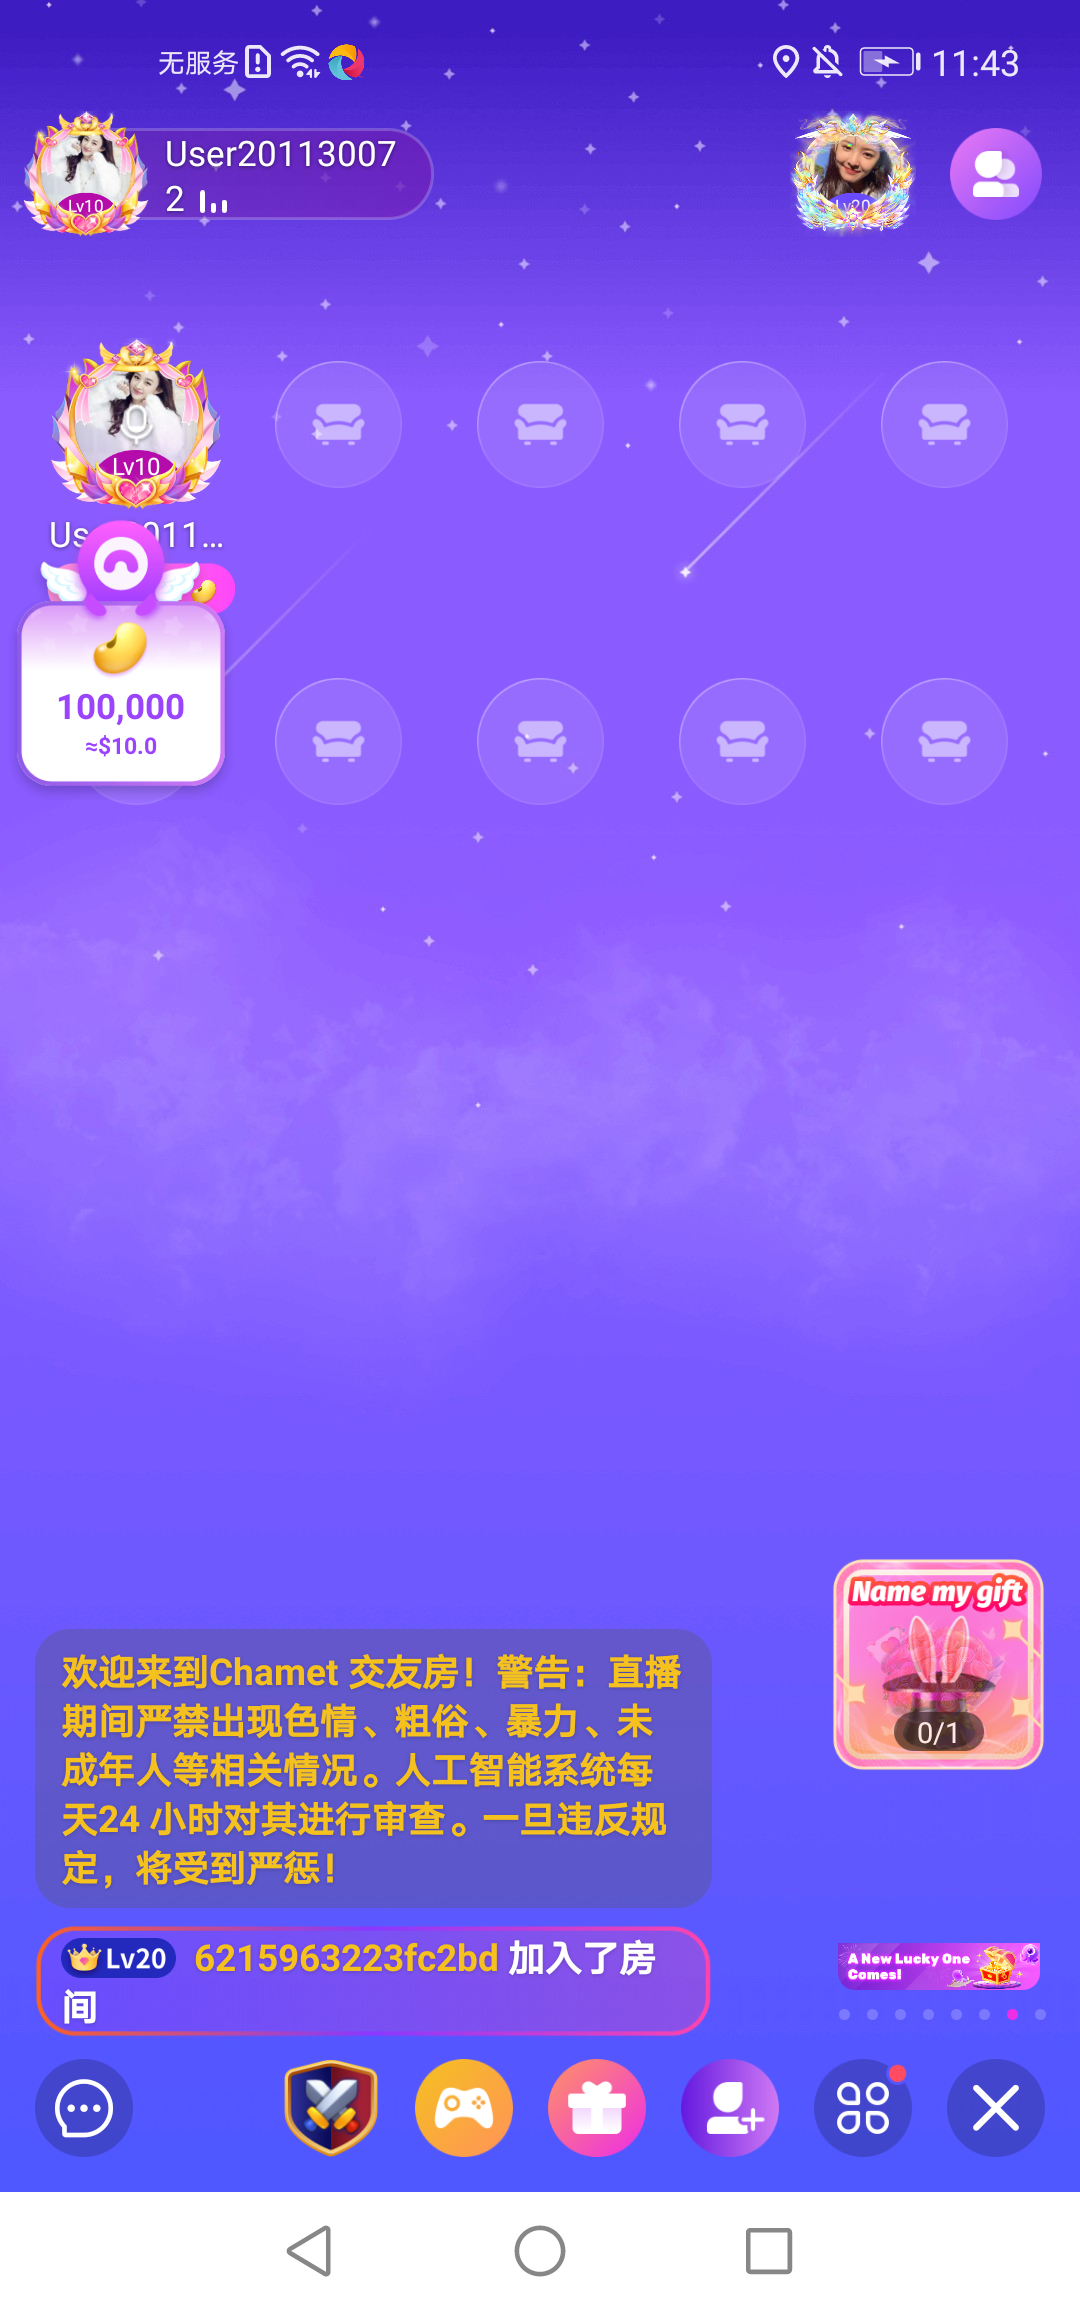 无服务
11:43
User20113007
2
Lv10
Lv20
Lv10
Us
011...
100,000
≈$10.0
Name my gift
0/1
欢迎来到Chamet 交友房！警告：直播
期间严禁出现色情、粗俗、暴力、未
成年人等相关情况。人工智能系统每
天24 小时对其进行审查。一旦违反规
定，将受到严惩！
Lv20 6215963223fc2bd 加入了房
间
A New Lucky One
Comes!